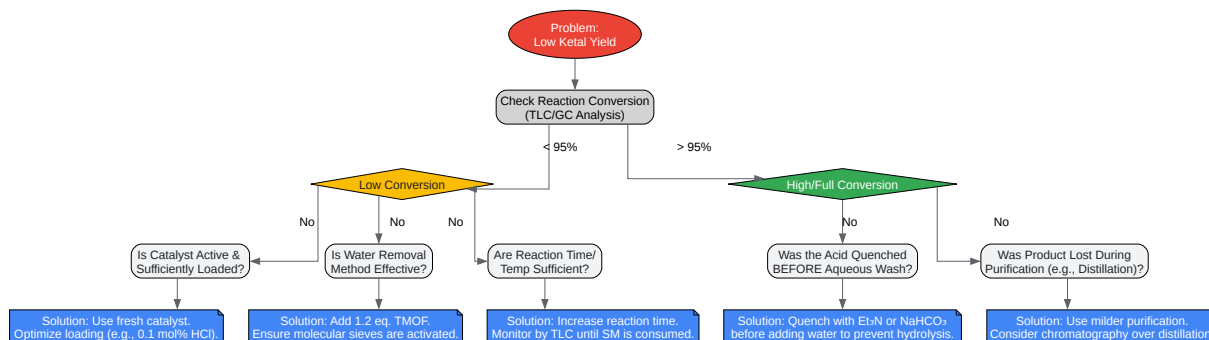 Problem:
Low Ketal Yield
Check Reaction Conversion
(TLC/GC Analysis)
< 95%
> 95%
Low Conversion
High/Full Conversion
No
No
No
No
No
Is Catalyst Active &
Sufficiently Loaded?
Is Water Removal
Method Effective?
Are Reaction Time/
Temp Sufficient?
Was the Acid Quenched
BEFORE Aqueous Wash?
Was Product Lost During
Purification (e.g., Distillation)?
Solution: Use fresh catalyst.
Optimize loading (e.g., 0.1 mol% HCl).
Solution: Add 1.2 eq. TMOF.
Ensure molecular sieves are activated.
Solution: Increase reaction time.
Monitor by TLC until SM is consumed.
Solution: Quench with Et₃N or NaHCO₃
before adding water to prevent hydrolysis.
Solution: Use milder purification.
Consider chromatography over distillation